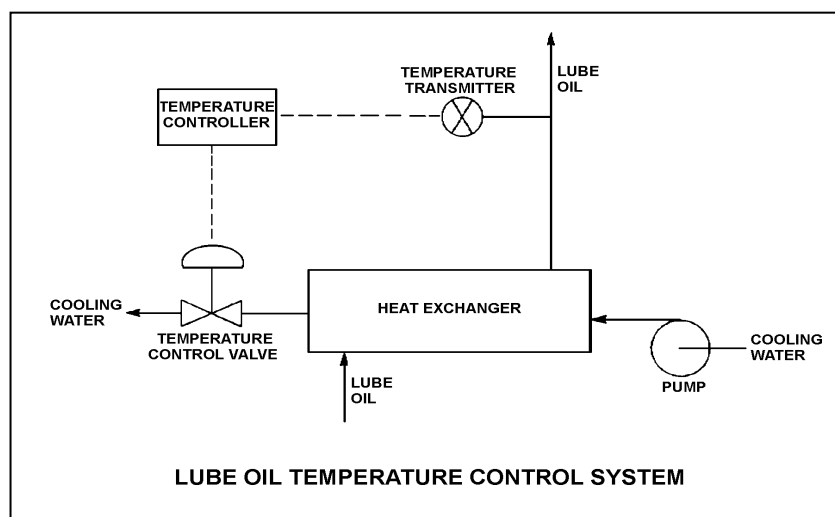 TEMPERATURE
TRANSMITTER
LUBE
OIL
TEMPERATURE
CONTROLLER
HEAT EXCHANGER
COOLING
WATER
TEMPERATURE
CONTROL VALVE
LUBE
OIL
PUMP
COOLING
WATER
LUBE OIL TEMPERATURE CONTROL SYSTEM